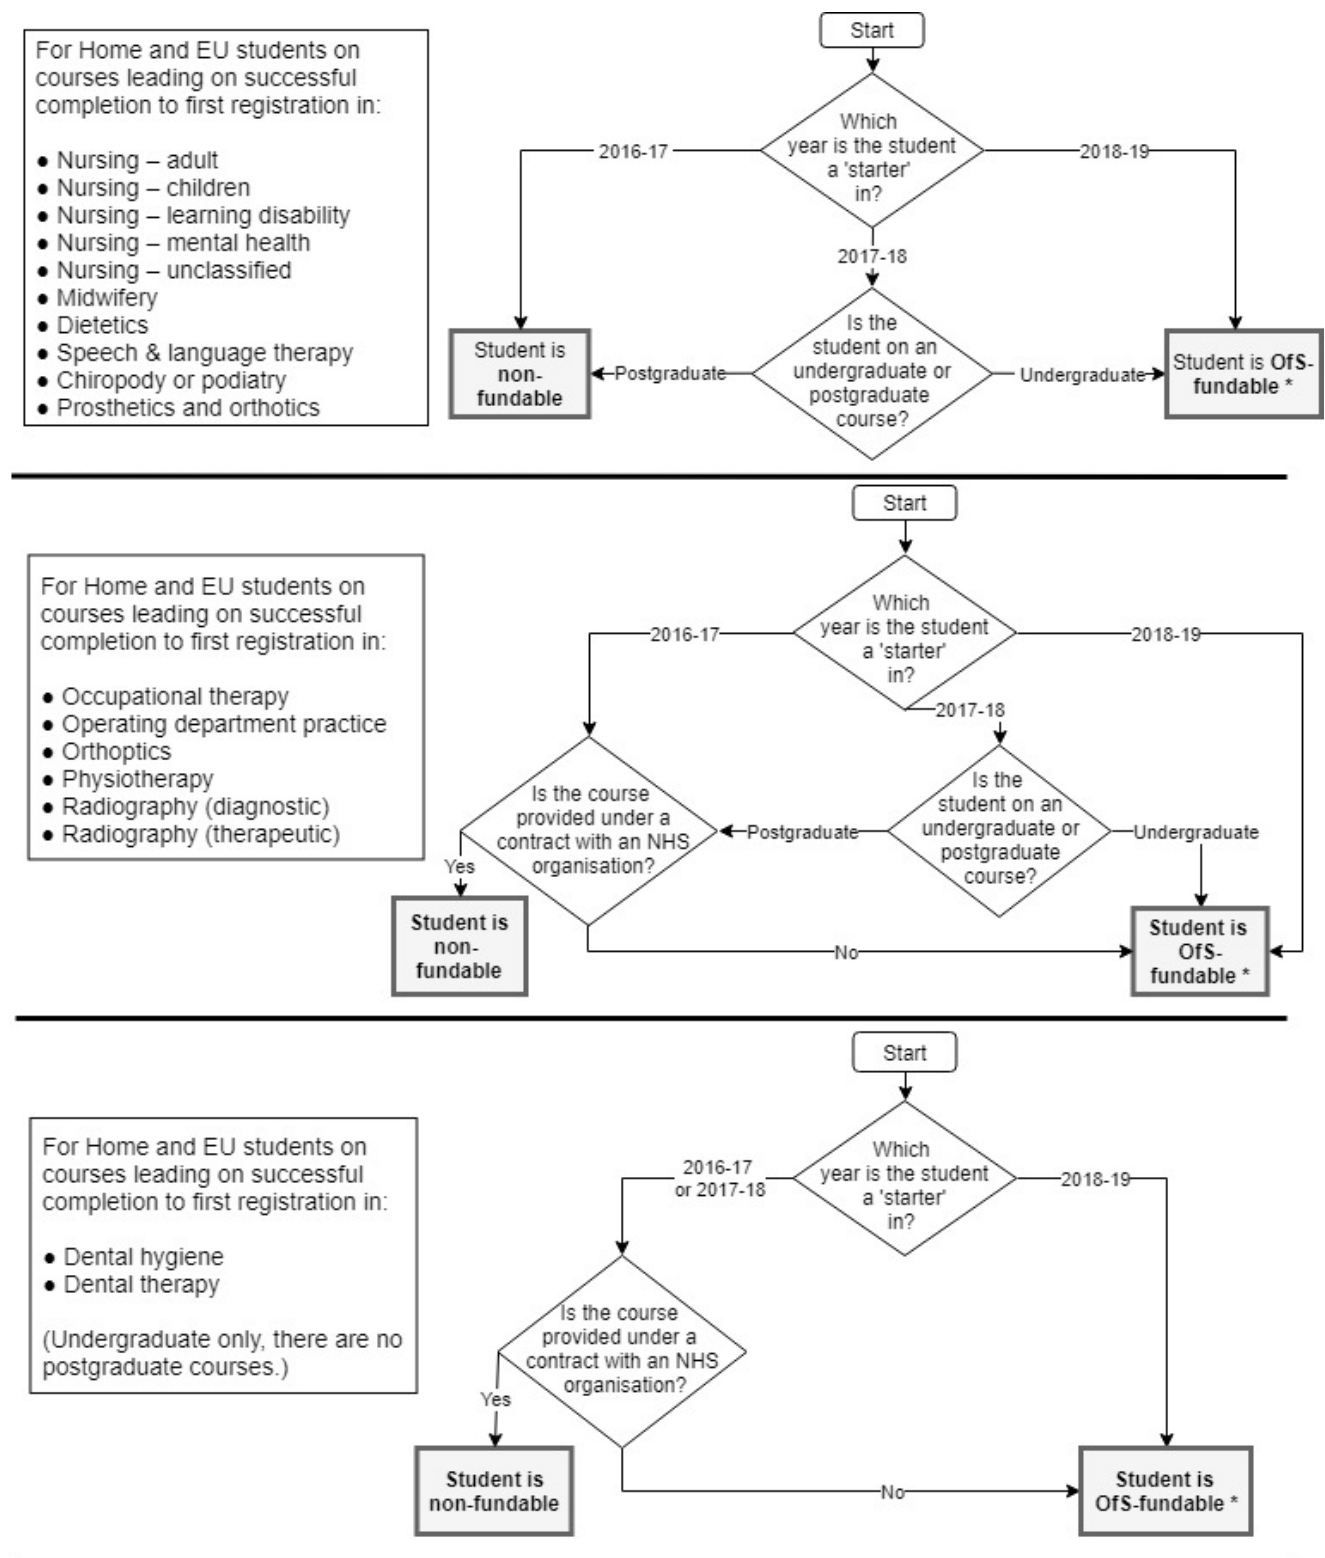 For Home and EU students on
courses leading on successful
completion to first registration in:
● Nursing – adult
● Nursing – children
● Nursing – learning disability
● Nursing – mental health
● Nursing – unclassified
● Midwifery
● Dietetics
● Speech & language therapy
● Chiropody or podiatry
● Prosthetics and orthotics
Start
Which
year is the student
a 'starter'
in?
2016-17
2018-19
2017-18
Is the
student on an
undergraduate or
postgraduate
course?
Postgraduate
Undergraduate
Student is
non-
fundable
Student is OfS-
fundable *
For Home and EU students on
courses leading on successful
completion to first registration in:
● Occupational therapy
● Operating department practice
● Orthoptics
● Physiotherapy
● Radiography (diagnostic)
● Radiography (therapeutic)
Start
Which
year is the student
a 'starter'
in?
2016-17
2018-19
2017-18
Is the course
provided under a
contract with an NHS
organisation?
Postgraduate
Is the
student on an
undergraduate or
postgraduate
course?
Undergraduate
Yes
Student is
non-
fundable
No
Student is
OfS-
fundable *
For Home and EU students on
courses leading on successful
completion to first registration in:
● Dental hygiene
● Dental therapy
(Undergraduate only, there are no
postgraduate courses.)
Start
Which
year is the student
a 'starter'
in?
2016-17
or 2017-18
2018-19
Is the course
provided under a
contract with an NHS
organisation?
Yes
Student is
non-fundable
No
Student is
OfS-fundable *